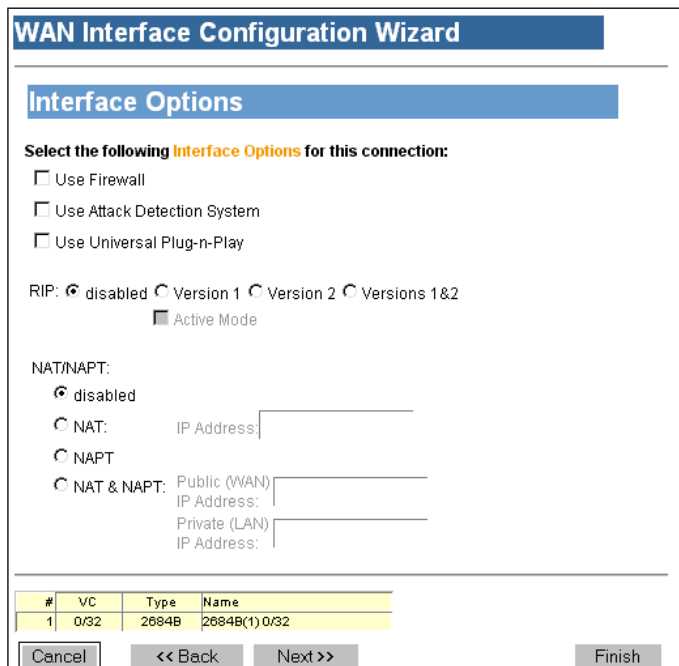 WAN Interface Configuration Wizard
Interface Options
Select the following Interface Options for this connection:
Use Firewall
Use Attack Detection System
Use Universal Plug-n-Play
RIP: disabled Version 1 Version 2 Versions 1&2
Active Mode
NAT/NAPT:
disabled
NAT: IP Address:
NAPT
NAT & NAPT: Public (WAN)
IP Address:
Private (LAN)
IP Address:
# VC Type Name
1 0/32 2684B 2684B(1) 0/32
Cancel << Back Next >> Finish